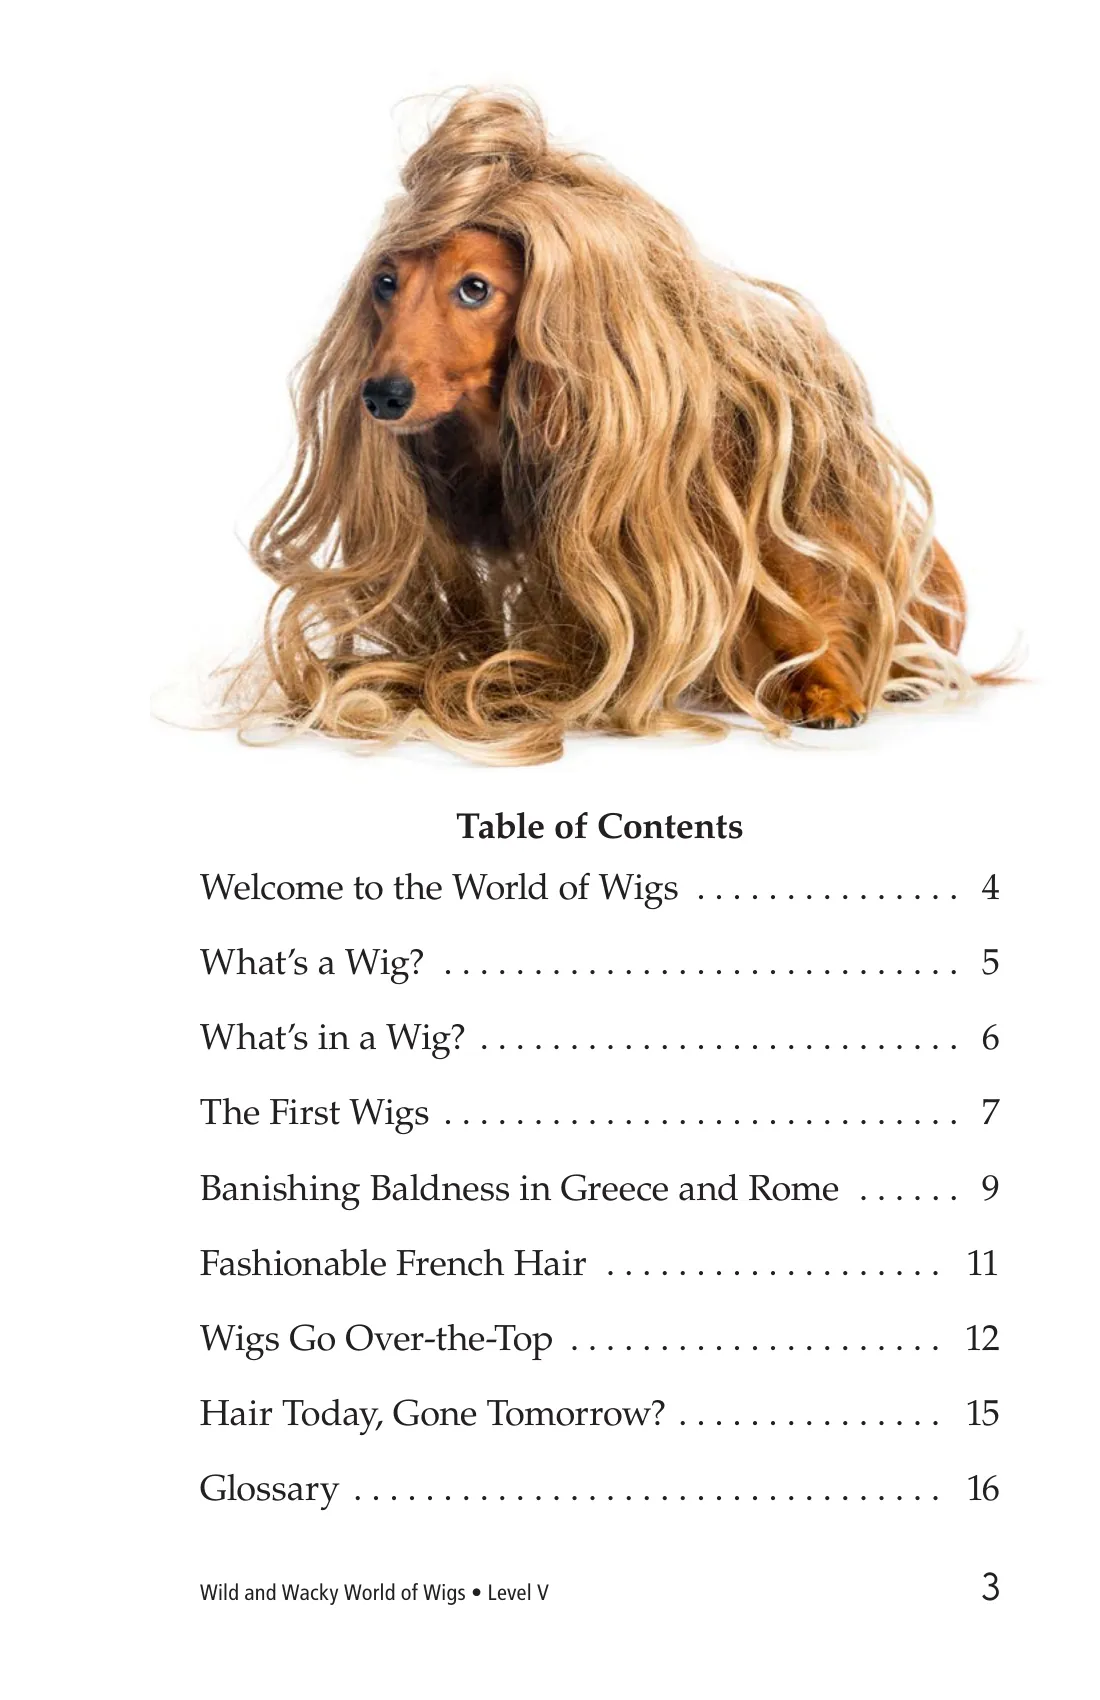 Table of Contents
Welcome to the World of Wigs . . . . . . . . . . . . . . . 4
What’s a Wig? . . . . . . . . . . . . . . . . . . . . . . . . . . . . . 5
What’s in a Wig? . . . . . . . . . . . . . . . . . . . . . . . . . . . 6
The First Wigs . . . . . . . . . . . . . . . . . . . . . . . . . . . . . 7
Banishing Baldness in Greece and Rome . . . . . . 9
Fashionable French Hair . . . . . . . . . . . . . . . . . . . 11
Wigs Go Over-the-Top . . . . . . . . . . . . . . . . . . . . . 12
Hair Today, Gone Tomorrow? . . . . . . . . . . . . . . . 15
Glossary . . . . . . . . . . . . . . . . . . . . . . . . . . . . . . . . . 16
Wild and Wacky World of Wigs • Level V 3